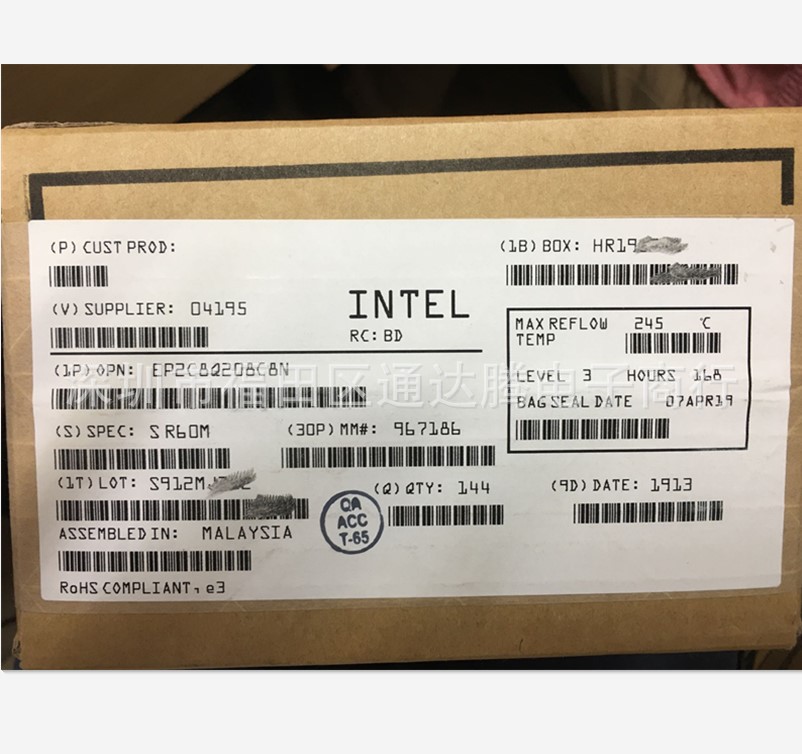 (P) CUST PROD:
(1B) BOX: HR19
(V) SUPPLIER: 04195
INTEL
RC: BD
MAX REFLOW TEMP 245 ℃
(1P) OPN: EP2C8Q208C8N
深圳市福田区通达腾电子商行
LEVEL 3 HOURS 168
BAG SEAL DATE 07APR19
(S) SPEC: S R60M
(30P) MM#: 967186
(1T) LOT: S912M
(Q) QTY: 144
(9D) DATE: 1913
QA
ACC
T-65
ASSEMBLED IN: MALAYSIA
RoHS COMPLIANT, e3